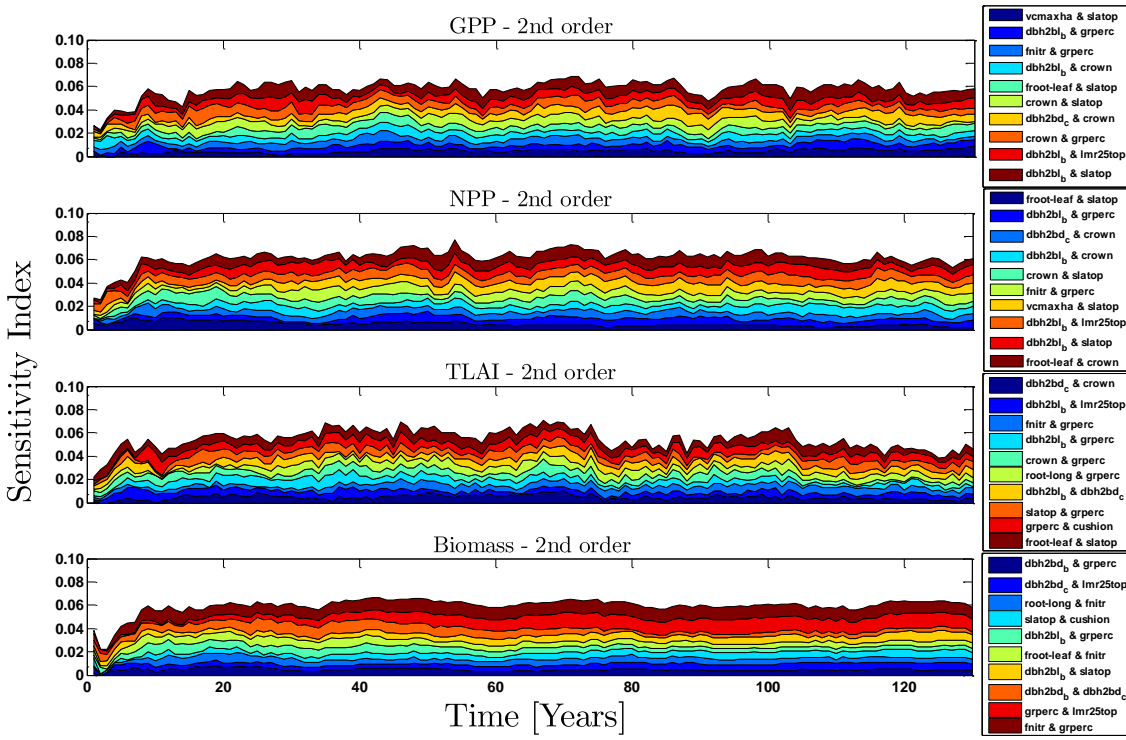 GPP - 2nd order
0.10
0.08
0.06
0.04
0.02
0
vcmaxha & slatop
dbh2bl_b & grperc
fnitr & grperc
dbh2bl_b & crown
froot-leaf & slatop
crown & slatop
dbh2bd_c & crown
crown & grperc
dbh2bl_b & lmr25top
dbh2bl_b & slatop
NPP - 2nd order
0.10
0.08
0.06
0.04
0.02
0
froot-leaf & slatop
dbh2bl_b & grperc
dbh2bd_c & crown
dbh2bl_b & crown
crown & slatop
fnitr & grperc
vcmaxha & slatop
dbh2bl_b & lmr25top
dbh2bl_b & slatop
froot-leaf & crown
Sensitivity Index
TLAI - 2nd order
0.10
0.08
0.06
0.04
0.02
0
dbh2bd_c & crown
dbh2bl_b & lmr25top
fnitr & grperc
dbh2bl_b & grperc
crown & grperc
root-long & grperc
dbh2bl_b & dbh2bd_c
slatop & grperc
grperc & cushion
froot-leaf & slatop
Biomass - 2nd order
0.10
0.08
0.06
0.04
0.02
0
0 20 40 60 80 100 120
Time [Years]
dbh2bd_b & grperc
dbh2bd_c & lmr25top
root-long & fnitr
slatop & cushion
dbh2bl_b & grperc
froot-leaf & fnitr
dbh2bl_b & slatop
dbh2bd_b & dbh2bd_c
grperc & lmr25top
fnitr & grperc